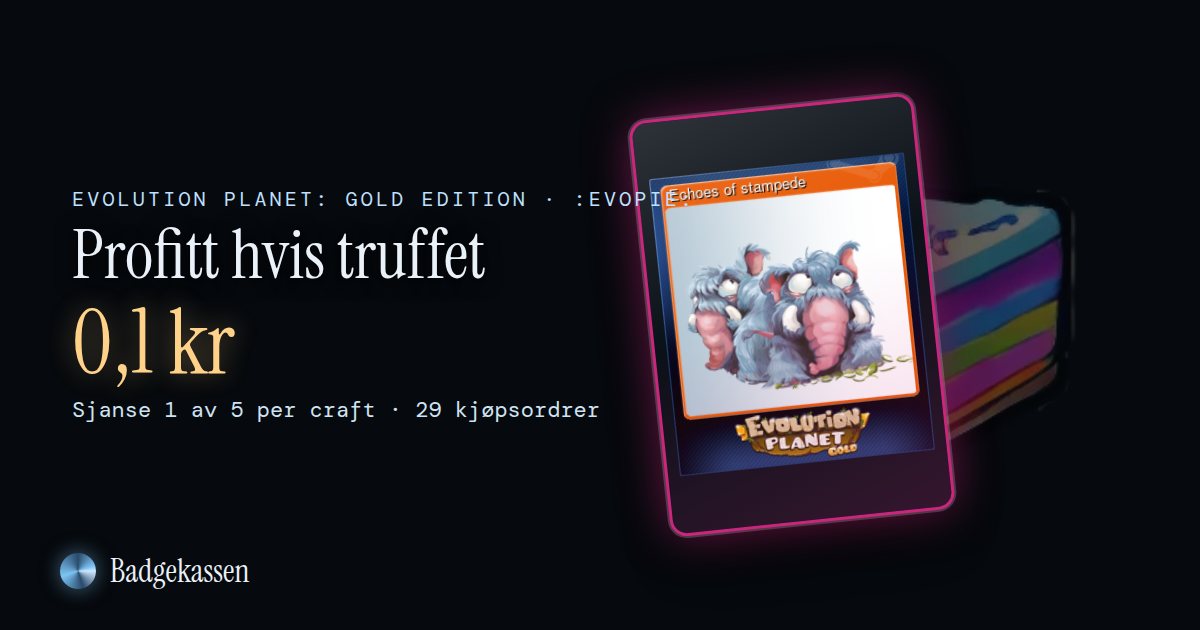 EVOLUTION PLANET: GOLD EDITION · :EVOPIE:
Profitt hvis truffet
0,1 kr
Sjanse 1 av 5 per craft · 29 kjøpsordrer
Echoes of stampede
EVOLUTION
PLANET
GOLD
Badgekassen